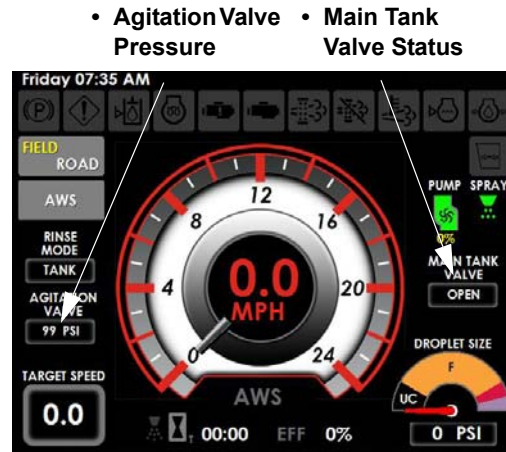 • Agitation Valve Pressure
• Main Tank Valve Status
Friday 07:35 AM
FIELD
ROAD
AWS
RINSE
MODE
TANK
AGITATION
VALVE
99 PSI
TARGET SPEED
0.0
0
4
8
12
16
20
24
0.0
MPH
AWS
00:00
EFF 0%
PUMP SPRAY
0%
MAIN TANK
VALVE
OPEN
DROPLET SIZE
F
UC
0 PSI